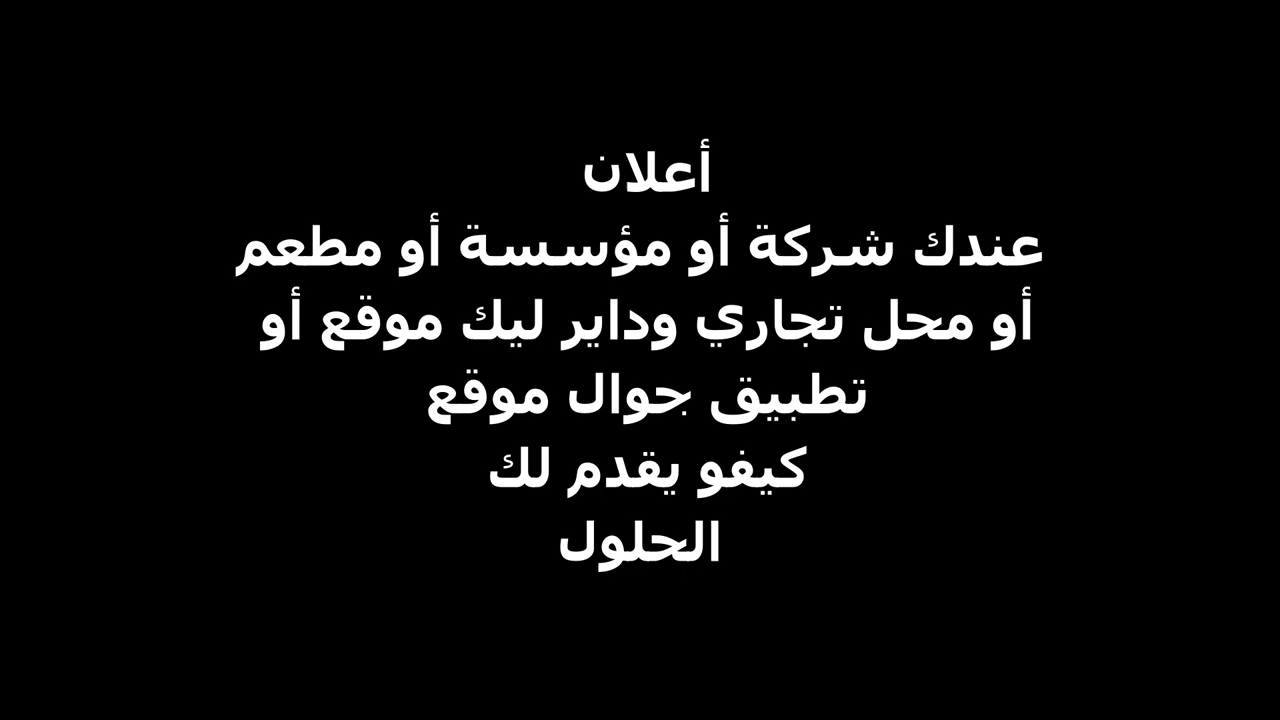 أعلان
عندك شركة أو مؤسسة أو مطعم
أو محل تجاري وداير ليك موقع أو
تطبيق جوال موقع
كيفو يقدم لك
الحلول